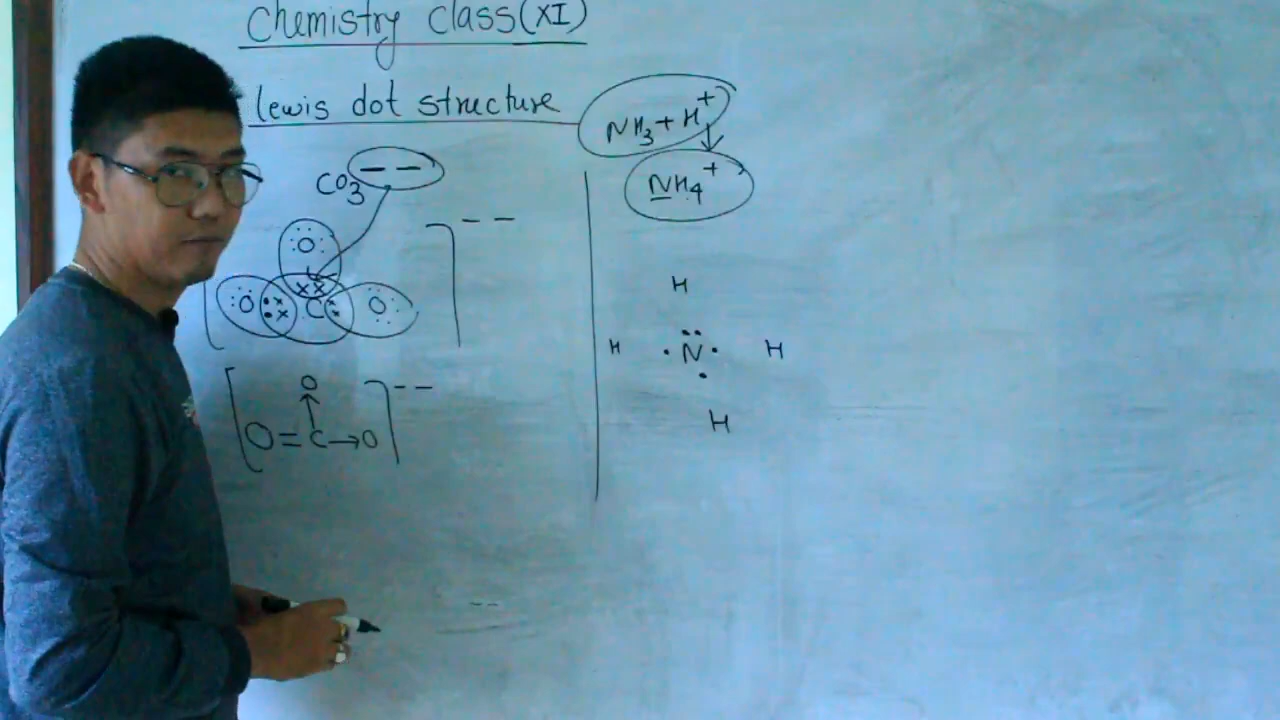 Chemistry Class(XI)
lewis dot structure
NH3 + H+
↓
CO3 - -
NH4 +
- -
O
O C O
- -
O
↑
O = C → O
H
H N H
H